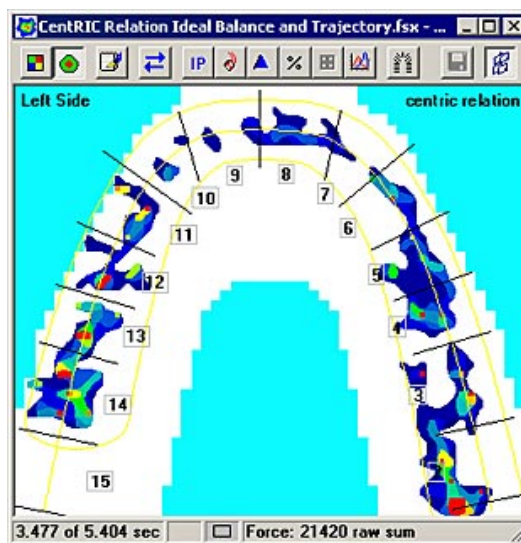 CentRIC Relation Ideal Balance and Trajectory.fsx - ...
IP %
Left Side centric relation
9 8
10 7
11 6
12 5
13 4
14 3
15
3.477 of 5.404 sec Force: 21420 raw sum